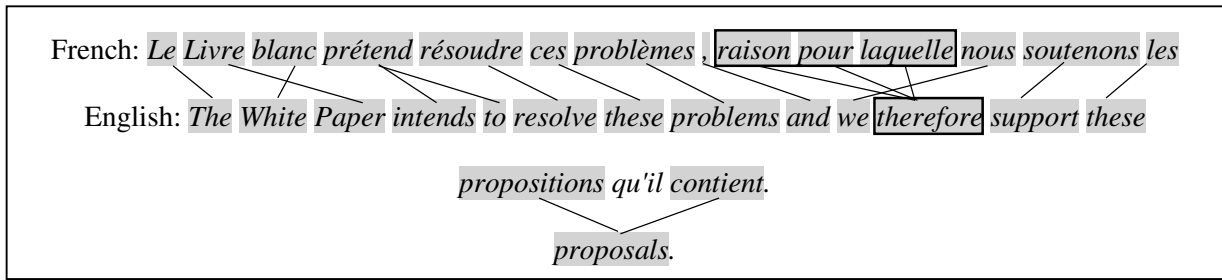 French: Le Livre blanc prétend résoudre ces problèmes , raison pour laquelle nous soutenons les
English: The White Paper intends to resolve these problems and we therefore support these
propositions qu'il contient.
proposals.